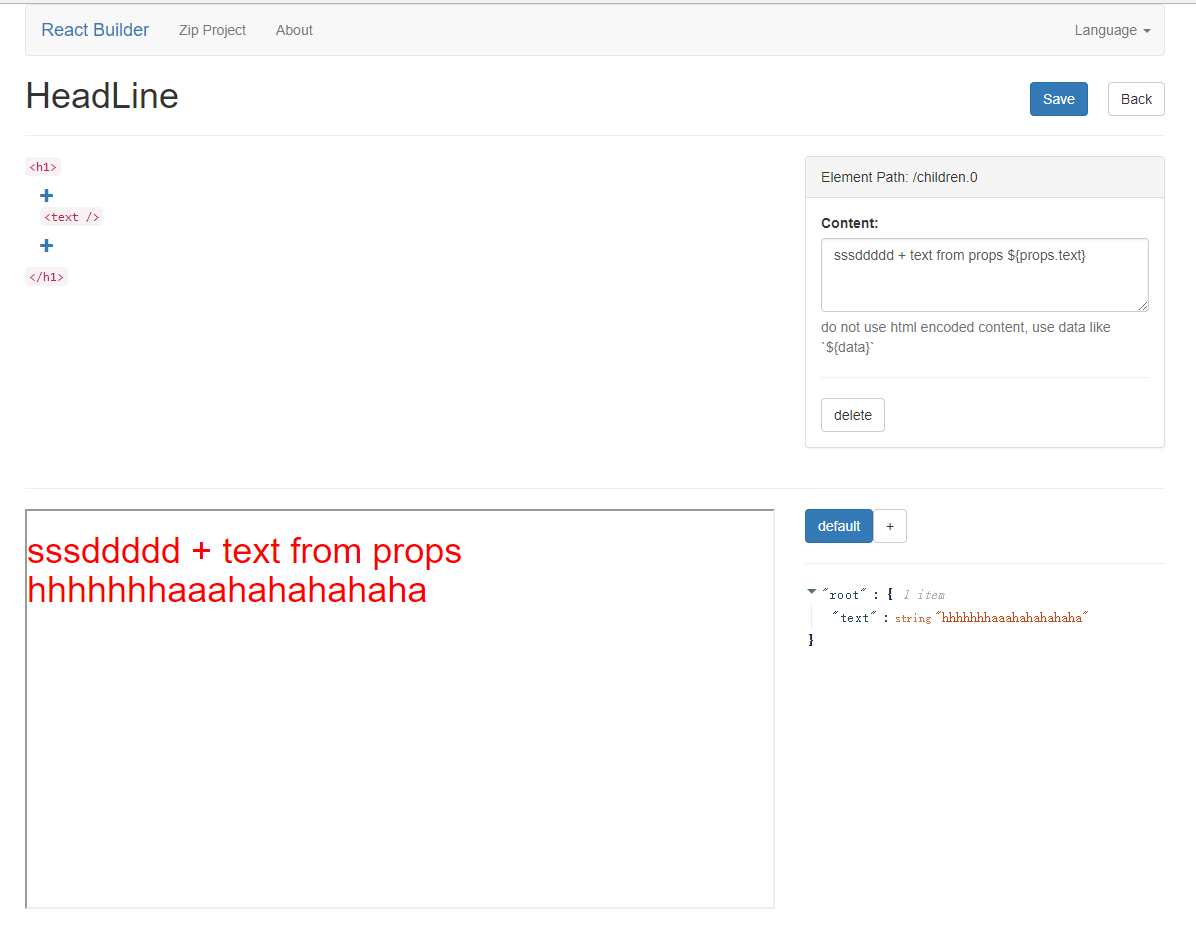 React Builder Zip Project About Language
HeadLine
Save Back
<h1>
+
<text />
+
</h1>
Element Path: /children.0
Content:
sssddddd + text from props ${props.text}
do not use html encoded content, use data like
`${data}`
delete
sssddddd + text from props
hhhhhhhaaahahahahaha
default +
"root" : { 1 item
"text" : string "hhhhhhhaaahahahahaha"
}